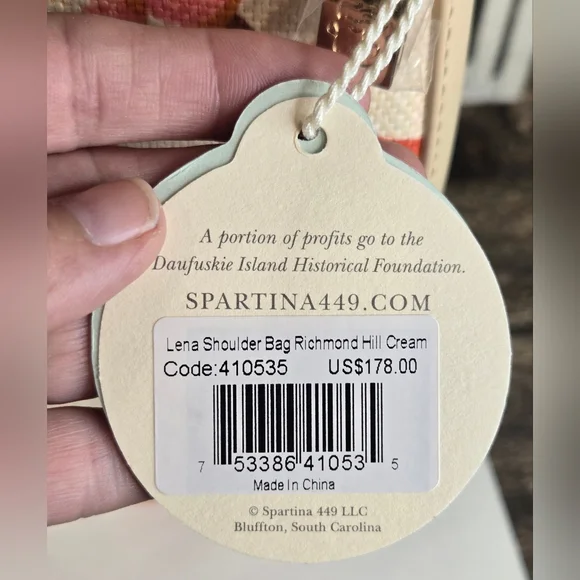 A portion of profits go to the
Daufuskie Island Historical Foundation.
SPARTINA449.COM
Lena Shoulder Bag Richmond Hill Cream
Code:410535 US$178.00
7 53386 41053 5
Made In China
© Spartina 449 LLC
Bluffton, South Carolina